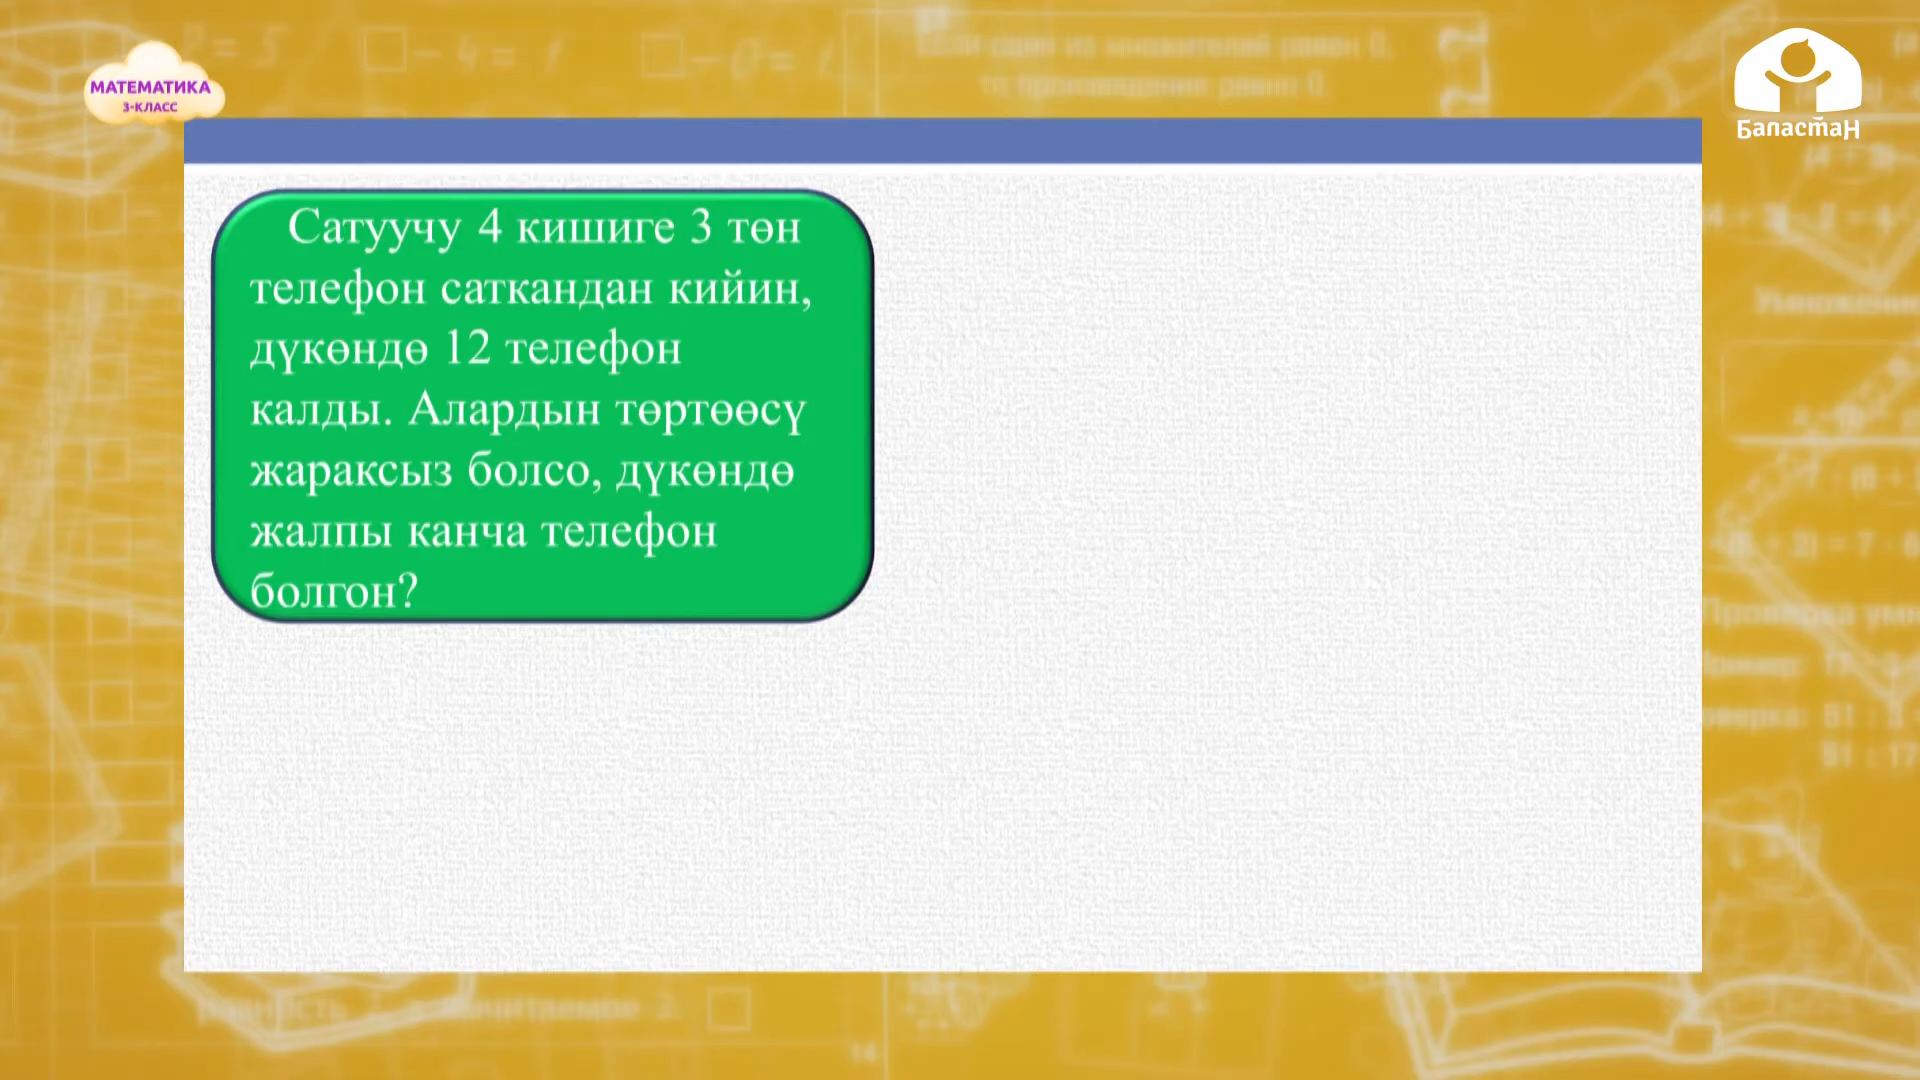 МАТЕМАТИКА
3-КЛАСС
Баластан
Сатуучу 4 кишиге 3 төн
телефон саткандан кийин,
дүкөндө 12 телефон
калды. Алардын төртөөсү
жараксыз болсо, дүкөндө
жалпы канча телефон
болгон?